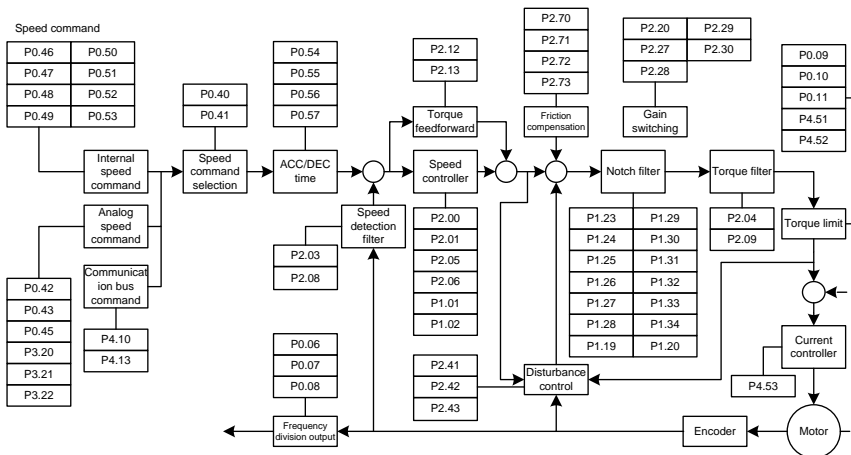 Speed command
P0.46 P0.50
P0.47 P0.51
P0.48 P0.52
P0.49 P0.53
P0.40
P0.41
P0.54
P0.55
P0.56
P0.57
P2.12
P2.13
P2.70
P2.71
P2.72
P2.73
P2.20 P2.29
P2.27 P2.30
P2.28
P0.09
P0.10
P0.11
P4.51
P4.52
Internal
speed
command
Analog
speed
command
Communicat
ion bus
command
Speed
command
selection
ACC/DEC
time
Torque
feedforward
Speed
controller
Speed
detection
filter
Friction
compensation
Gain
switching
Notch filter
Torque filter
Torque limit
P0.42
P0.43
P0.45
P3.20
P3.21
P3.22
P4.10
P4.13
P2.03
P2.08
P2.00
P2.01
P2.05
P2.06
P1.01
P1.02
P1.23 P1.29
P1.24 P1.30
P1.25 P1.31
P1.26 P1.32
P1.27 P1.33
P1.28 P1.34
P1.19 P1.20
P2.04
P2.09
Current
controller
P4.53
P0.06
P0.07
P0.08
P2.41
P2.42
P2.43
Disturbance
control
Frequency
division output
Encoder
Motor